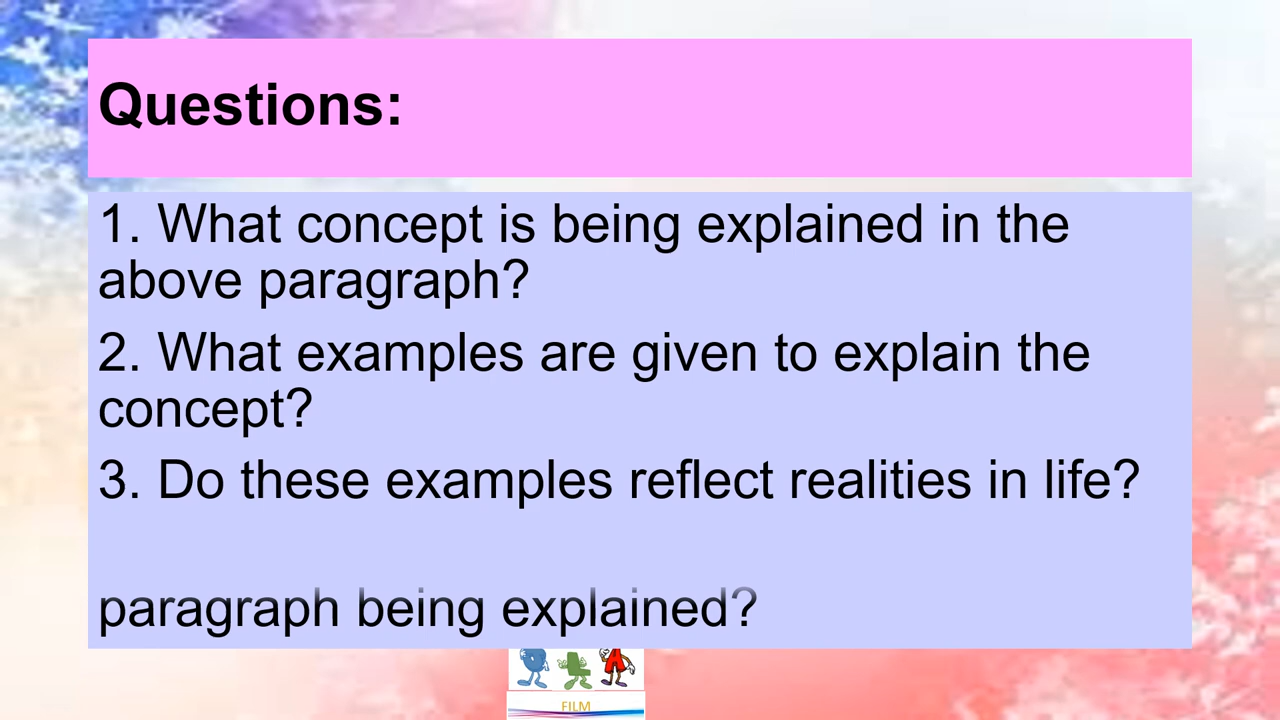 Questions:
1. What concept is being explained in the
above paragraph?
2. What examples are given to explain the
concept?
3. Do these examples reflect realities in life?
paragraph being explained?
FILM